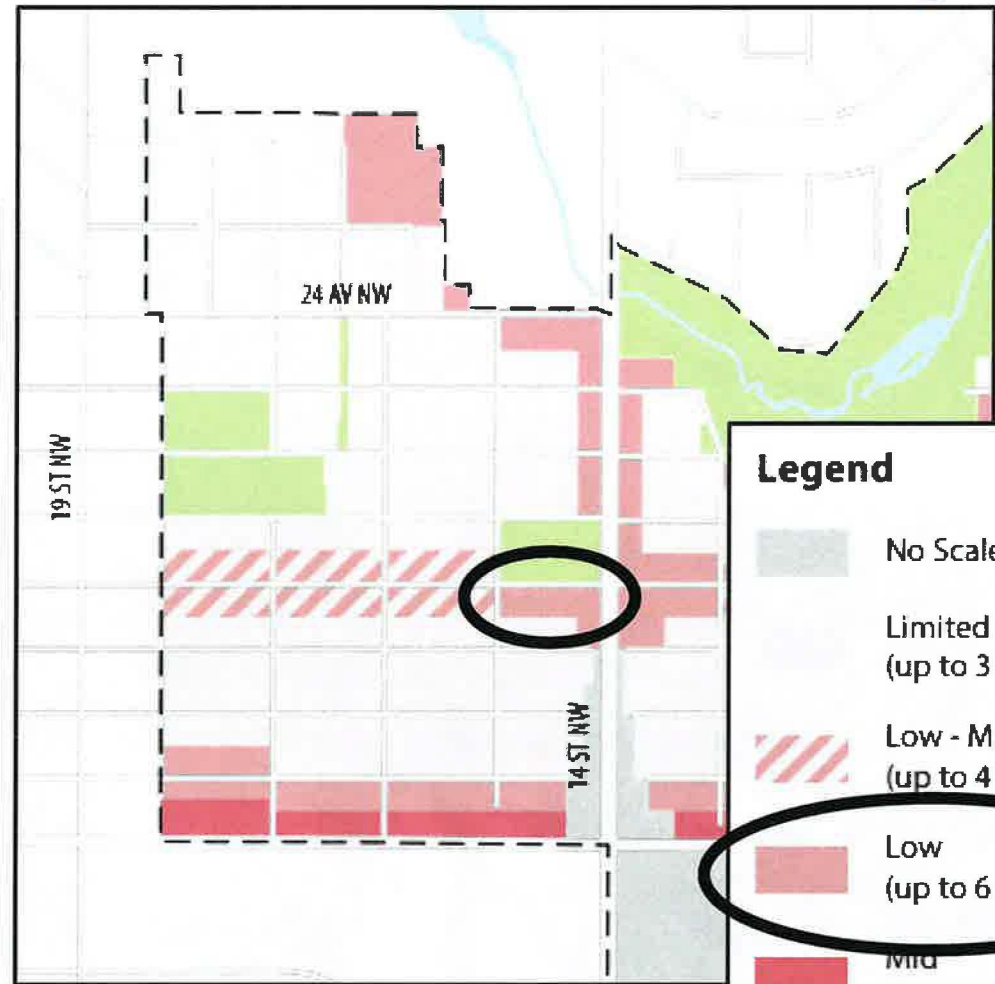 24 AV NW
19 ST NW
14 ST NW
Legend
No Scale
Limited
(up to 3
Low - M
(up to 4
Low
(up to 6
Mid